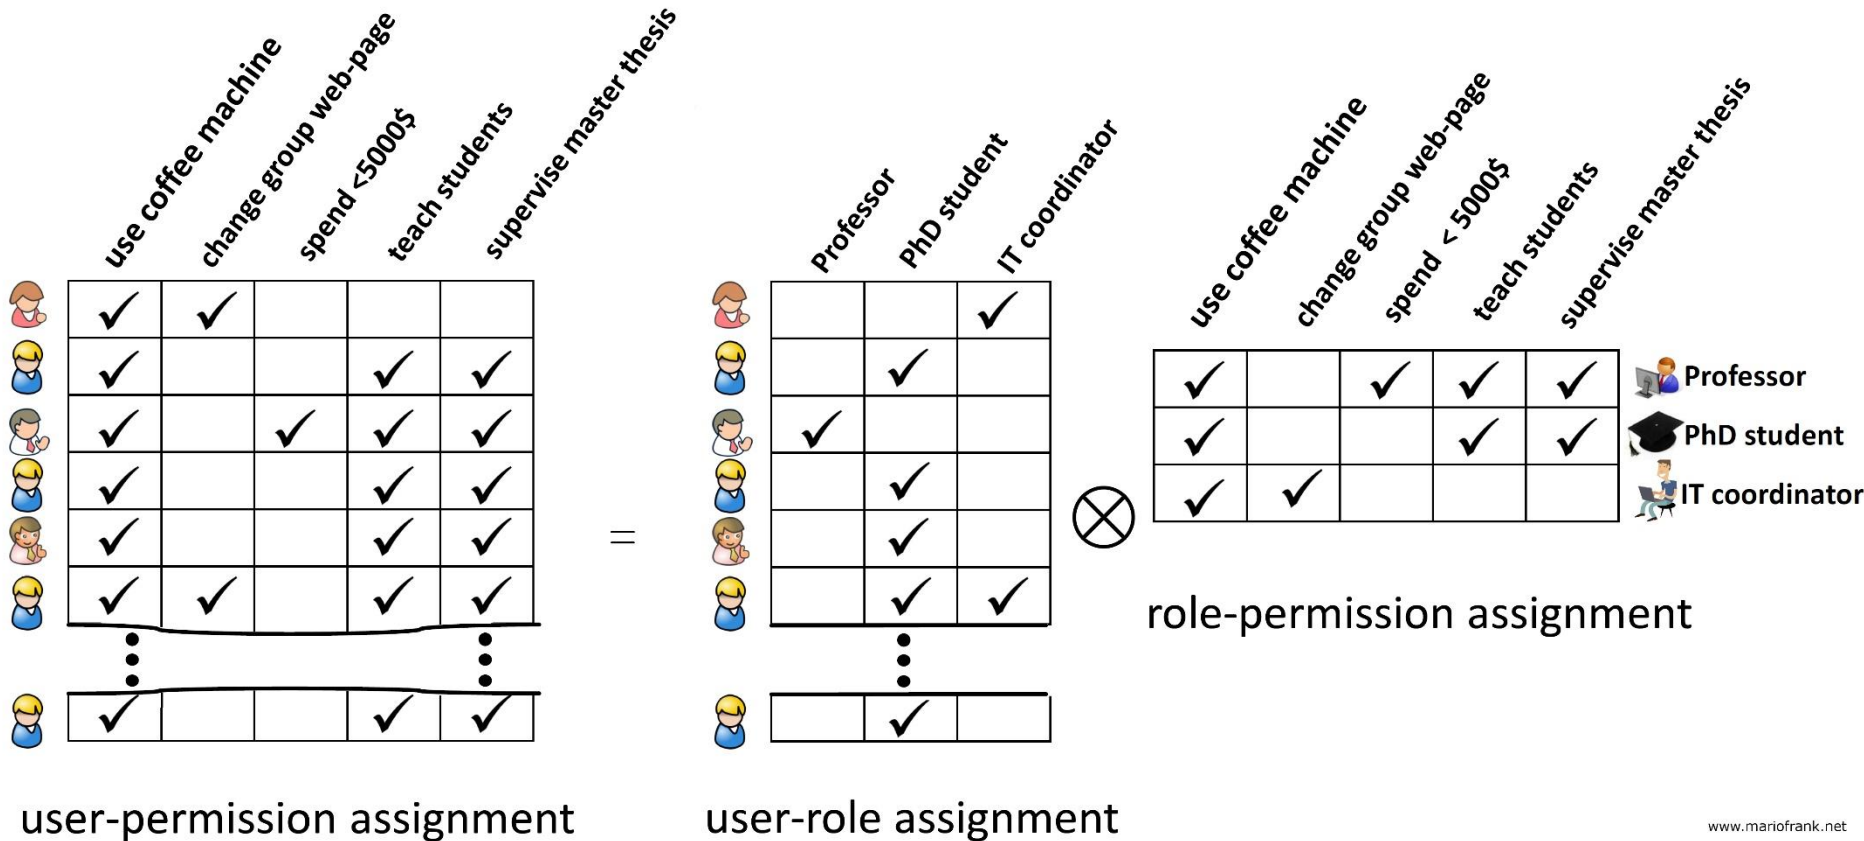 use coffee machine
change group web-page
spend <5000$
teach students
supervise master thesis
Professor
PhD student
IT coordinator
use coffee machine
change group web-page
spend < 5000$
teach students
supervise master thesis
Professor
PhD student
IT coordinator
=
role-permission assignment
user-permission assignment
user-role assignment
www.mariofrank.net